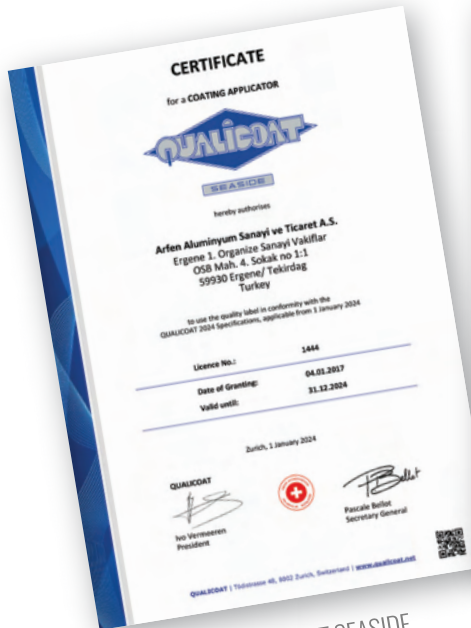 CERTIFICATE
for a COATING APPLICATOR
QUALICOAT
SEASIDE
hereby authorises
Arfen Aluminyum Sanayi ve Ticaret A.S.
Ergene 1. Organize Sanayi Vakiflar
OSB Mah. 4. Sokak no 1:1
59930 Ergene/ Tekirdag
Turkey
to use the quality label in conformity with the
QUALICOAT 2024 Specifications, applicable from 1 January 2024
Licence No.: 1444
Date of Granting: 04.01.2017
Valid until: 31.12.2024
Zurich, 1 January 2024
QUALICOAT
Ivo Vermeeren
President
Pascale Bellot
Secretary General
QUALICOAT | Tödistrasse 48, 8002 Zurich, Switzerland | www.qualicoat.net
SEASIDE